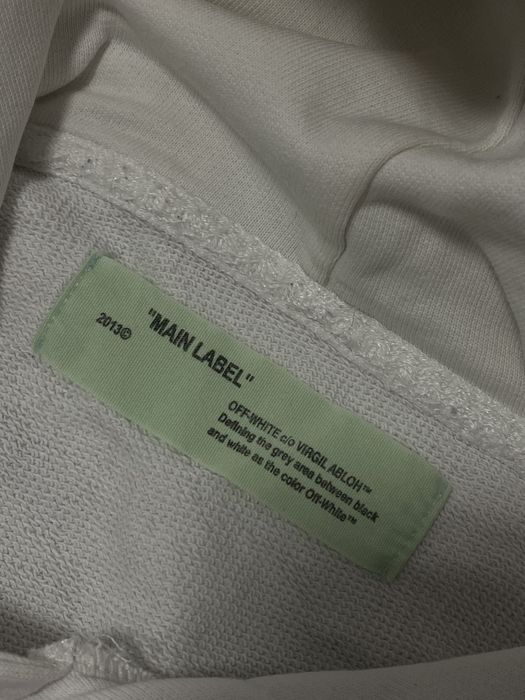 2013© "MAIN LABEL"
OFF-WHITE c/o VIRGIL ABLOH™
Defining the grey area between black
and white as the color Off-White™